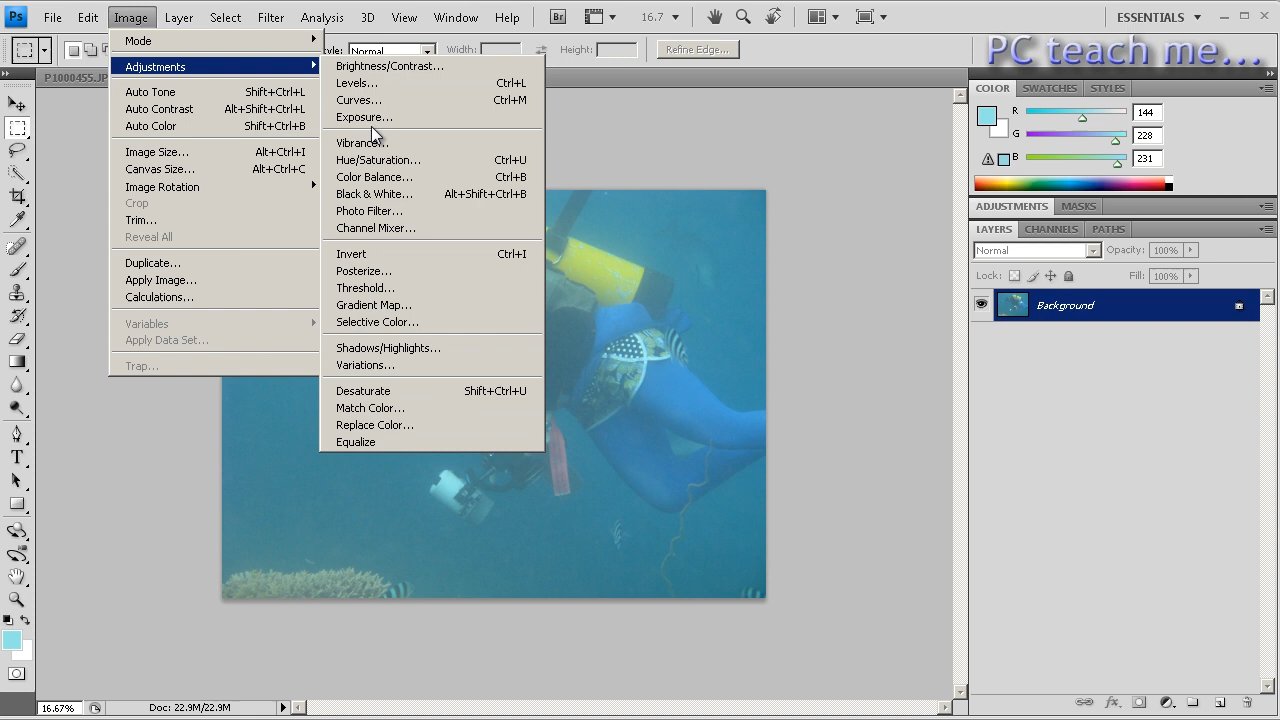 Ps File Edit Image Layer Select Filter Analysis 3D View Window Help Br 16.7 ESSENTIALS
Normal Width: Height: Refine Edge...
PC teach me...
P1000455.JP
Mode
Adjustments
Auto Tone Shift+Ctrl+L
Auto Contrast Alt+Shift+Ctrl+L
Auto Color Shift+Ctrl+B
Image Size... Alt+Ctrl+I
Canvas Size... Alt+Ctrl+C
Image Rotation
Crop
Trim...
Reveal All
Duplicate...
Apply Image...
Calculations...
Variables
Apply Data Set...
Trap...
Brightness/Contrast...
Levels... Ctrl+L
Curves... Ctrl+M
Exposure...
Vibrance...
Hue/Saturation... Ctrl+U
Color Balance... Ctrl+B
Black & White... Alt+Shift+Ctrl+B
Photo Filter...
Channel Mixer...
Invert Ctrl+I
Posterize...
Threshold...
Gradient Map...
Selective Color...
Shadows/Highlights...
Variations...
Desaturate Shift+Ctrl+U
Match Color...
Replace Color...
Equalize
COLOR SWATCHES STYLES
R 144
G 228
B 231
ADJUSTMENTS MASKS
LAYERS CHANNELS PATHS
Normal Opacity: 100%
Lock: Fill: 100%
Background
16.67% Doc: 22.9M/22.9M